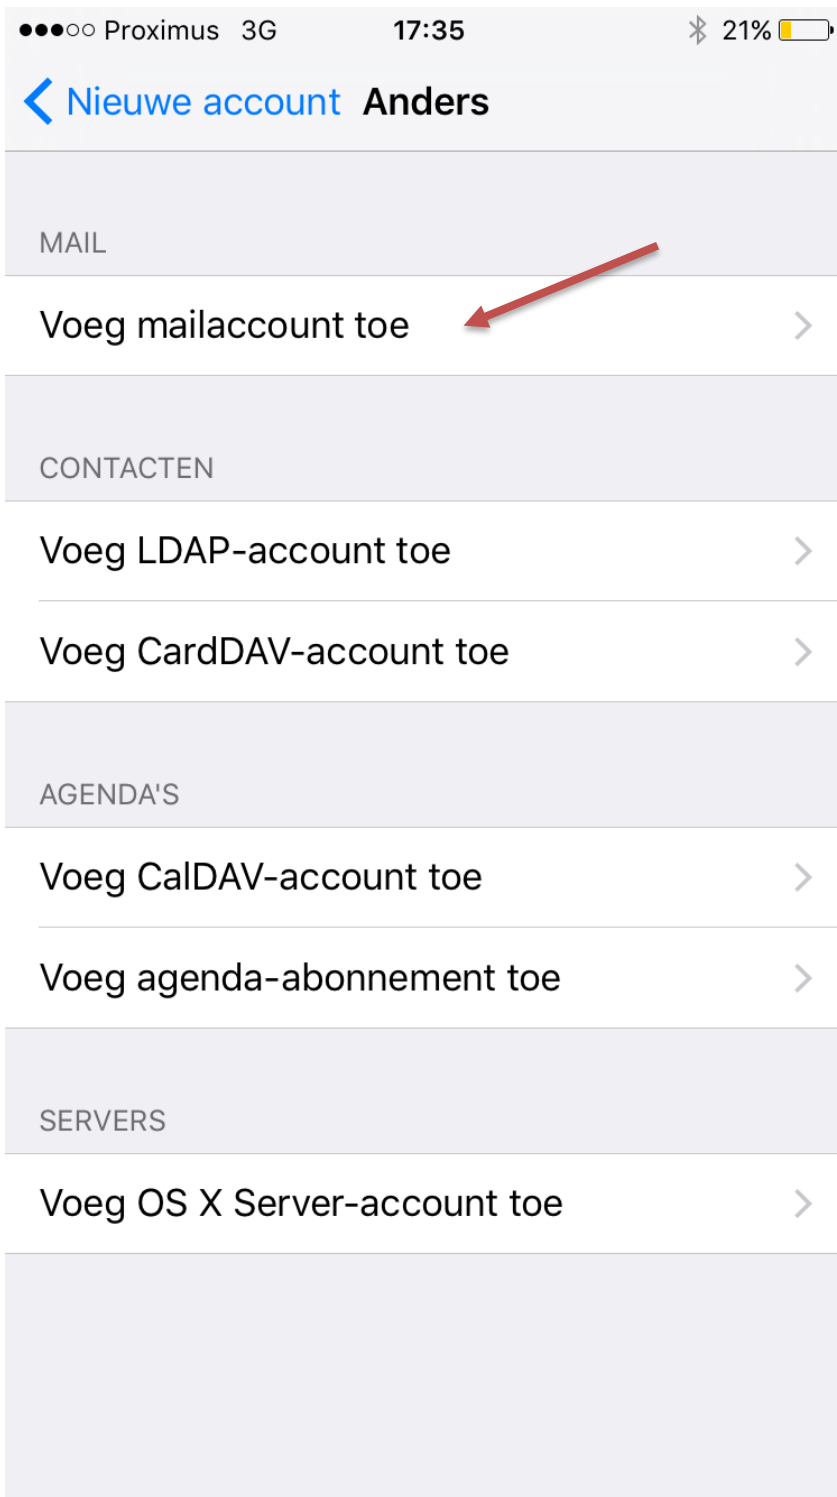 Proximus 3G 17:35 21%
Nieuwe account Anders
MAIL
Voeg mailaccount toe
CONTACTEN
Voeg LDAP-account toe
Voeg CardDAV-account toe
AGENDA'S
Voeg CalDAV-account toe
Voeg agenda-abonnement toe
SERVERS
Voeg OS X Server-account toe